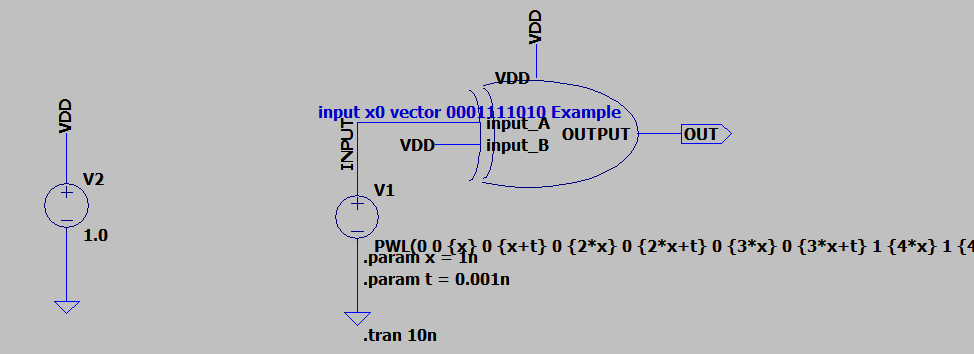 VDD
VDD
VDD
input x0 vector 0001111010 Example
INPUT
input_A
OUTPUT
OUT
VDD
input_B
V2
V1
1.0
PWL(0 0 {x} 0 {x+t} 0 {2*x} 0 {2*x+t} 0 {3*x} 0 {3*x+t} 1 {4*x} 1 {4
.param x = 1n
.param t = 0.001n
.tran 10n